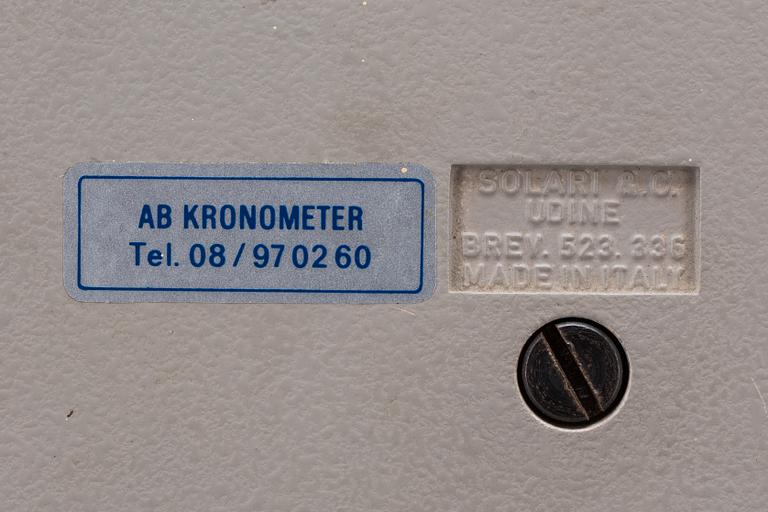 AB KRONOMETER
Tel. 08 / 97 02 60
SOLARI & C.
UDINE
BREV. 523. 336
MADE IN ITALY